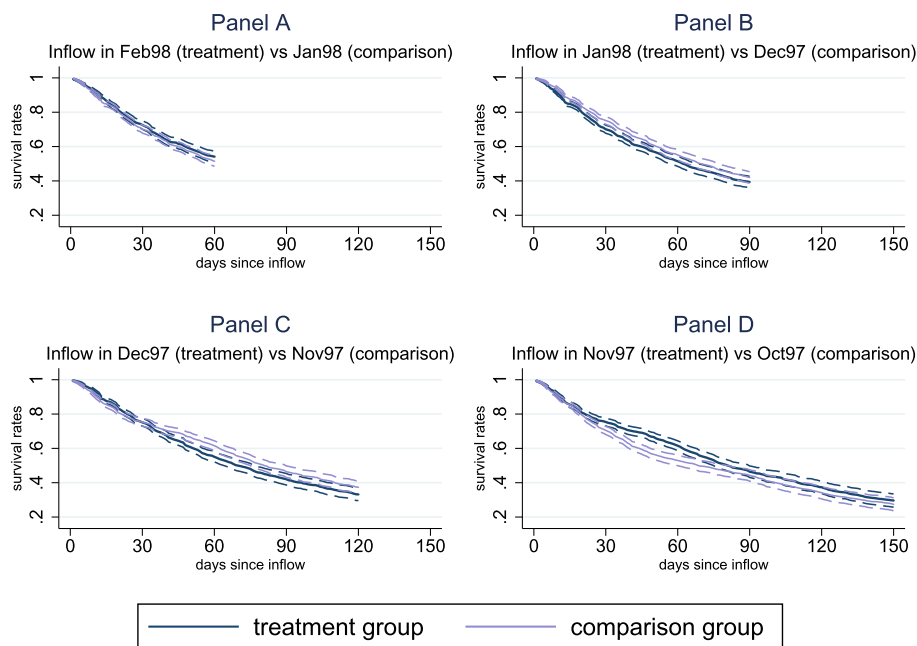 Panel A
Inflow in Feb98 (treatment) vs Jan98 (comparison)
survival rates
1
.8
.6
.4
.2
0 30 60 90 120 150
days since inflow
Panel B
Inflow in Jan98 (treatment) vs Dec97 (comparison)
survival rates
1
.8
.6
.4
.2
0 30 60 90 120 150
days since inflow
Panel C
Inflow in Dec97 (treatment) vs Nov97 (comparison)
survival rates
1
.8
.6
.4
.2
0 30 60 90 120 150
days since inflow
Panel D
Inflow in Nov97 (treatment) vs Oct97 (comparison)
survival rates
1
.8
.6
.4
.2
0 30 60 90 120 150
days since inflow
treatment group comparison group